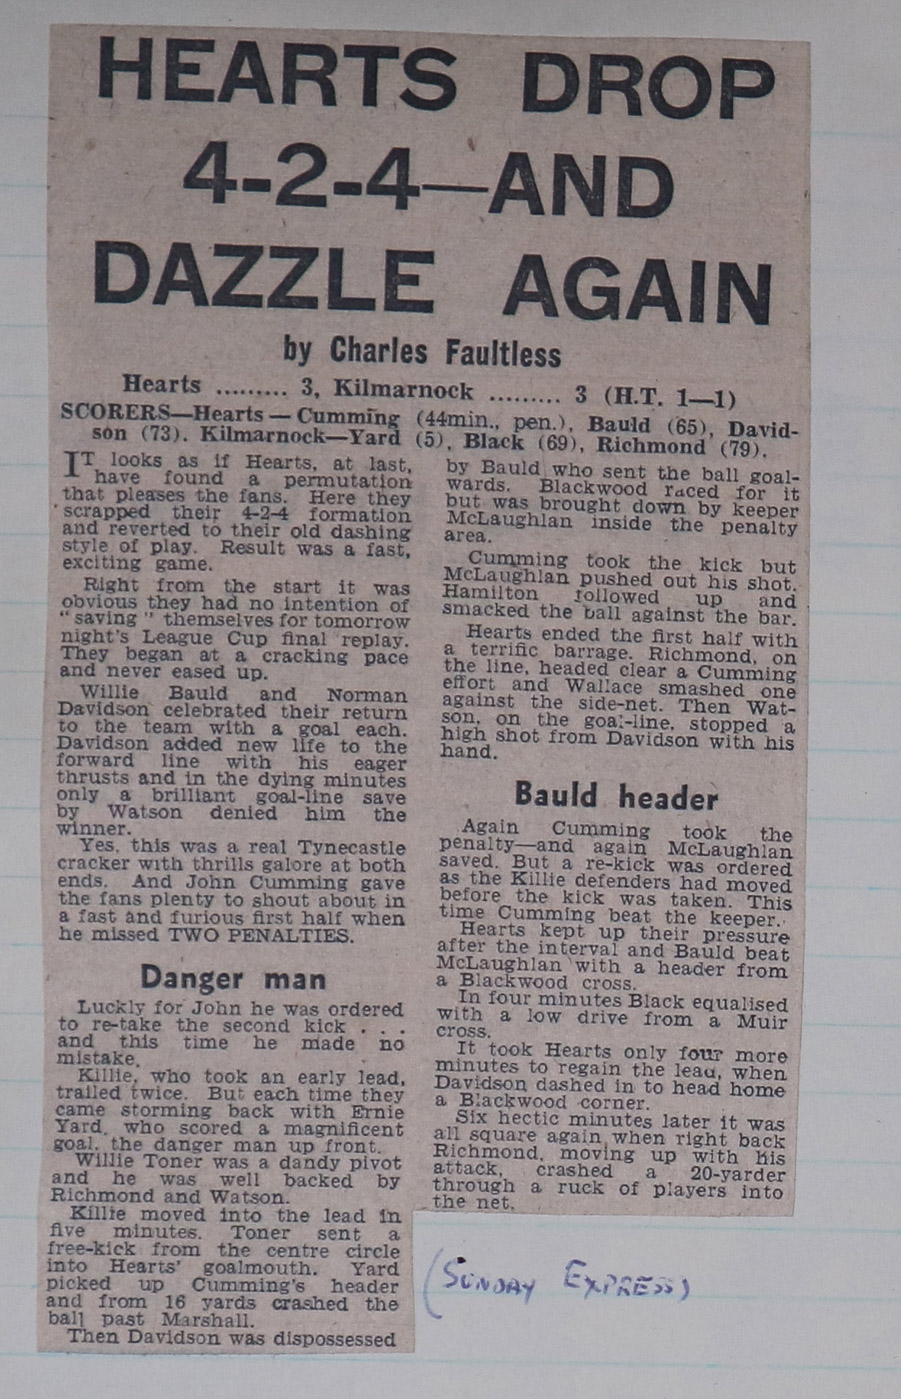 HEARTS DROP
4-2-4—AND
DAZZLE AGAIN
by Charles Faultless
Hearts ......... 3, Kilmarnock ......... 3 (H.T. 1—1)
SCORERS—Hearts—Cumming (44min., pen.), Bauld (65), David-
son (73). Kilmarnock—Yard (5), Black (69), Richmond (79).
IT looks as if Hearts, at last,
have found a permutation
that pleases the fans. Here they
scrapped their 4-2-4 formation
and reverted to their old dashing
style of play. Result was a fast,
exciting game.
Right from the start it was
obvious they had no intention of
"saving" themselves for tomorrow
night's League Cup final replay.
They began at a cracking pace
and never eased up.
Willie Bauld and Norman
Davidson celebrated their return
to the team with a goal each.
Davidson added new life to the
forward line with his eager
thrusts and in the dying minutes
only a brilliant goal-line save
by Watson denied him the
winner.
Yes, this was a real Tynecastle
cracker with thrills galore at both
ends. And John Cumming gave
the fans plenty to shout about in
a fast and furious first half when
he missed TWO PENALTIES.
Danger man
Luckly for John he was ordered
to re-take the second kick . . .
and this time he made no
mistake.
Killie, who took an early lead,
trailed twice. But each time they
came storming back with Ernie
Yard, who scored a magnificent
goal, the danger man up front.
Willie Toner was a dandy pivot
and he was well backed by
Richmond and Watson.
Killie moved into the lead in
five minutes. Toner sent a
free-kick from the centre circle
into Hearts' goalmouth. Yard
picked up Cumming's header
and from 16 yards crashed the
ball past Marshall.
Then Davidson was dispossessed
by Bauld who sent the ball goal-
wards. Blackwood raced for it
but was brought down by keeper
McLaughlan inside the penalty
area.
Cumming took the kick but
McLaughlan pushed out his shot.
Hamilton followed up and
smacked the ball against the bar.
Hearts ended the first half with
a terrific barrage. Richmond, on
the line, headed clear a Cumming
effort and Wallace smashed one
against the side-net. Then Wat-
son, on the goal-line, stopped a
high shot from Davidson with his
hand.
Bauld header
Again Cumming took the
penalty—and again McLaughlan
saved. But a re-kick was ordered
as the Killie defenders had moved
before the kick was taken. This
time Cumming beat the keeper.
Hearts kept up their pressure
after the interval and Bauld beat
McLaughlan with a header from
a Blackwood cross.
In four minutes Black equalised
with a low drive from a Muir
cross.
It took Hearts only four more
minutes to regain the lead, when
Davidson dashed in to head home
a Blackwood corner.
Six hectic minutes later it was
all square again when right back
Richmond, moving up with his
attack, crashed a 20-yarder
through a ruck of players into
the net.
(SUNDAY EXPRESS)